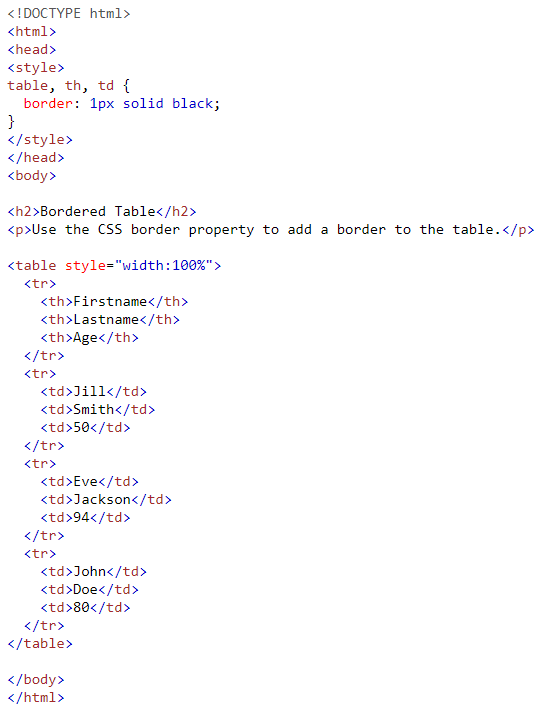 <!DOCTYPE html>
<html>
<head>
<style>
table, th, td {
  border: 1px solid black;
}
</style>
</head>
<body>

<h2>Bordered Table</h2>
<p>Use the CSS border property to add a border to the table.</p>

<table style="width:100%">
  <tr>
    <th>Firstname</th>
    <th>Lastname</th>
    <th>Age</th>
  </tr>
  <tr>
    <td>Jill</td>
    <td>Smith</td>
    <td>50</td>
  </tr>
  <tr>
    <td>Eve</td>
    <td>Jackson</td>
    <td>94</td>
  </tr>
  <tr>
    <td>John</td>
    <td>Doe</td>
    <td>80</td>
  </tr>
</table>

</body>
</html>